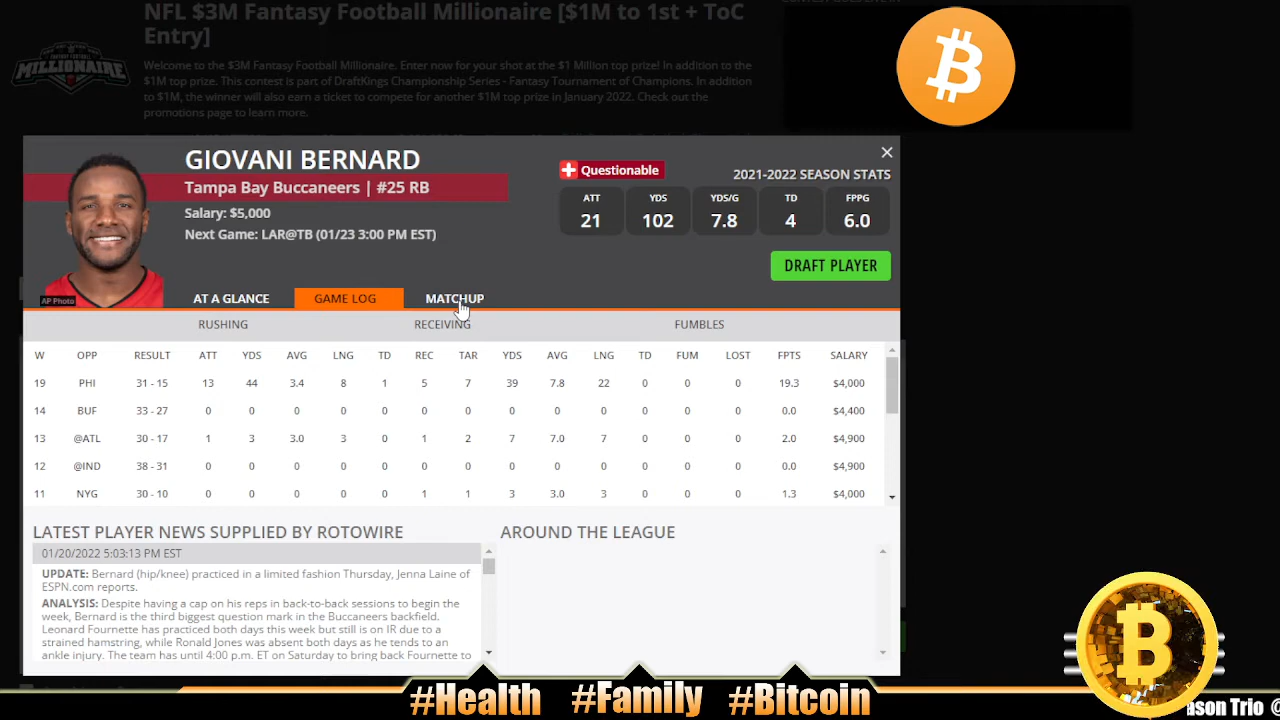 NFL $3M Fantasy Football Millionaire [$1M to 1st + ToC
Entry]
FANTASY FOOTBALL
MILLIONAIRE
Welcome to the $3M Fantasy Football Millionaire. Enter now for your shot at the $1 Million top prize! In addition to the
$1M top prize. This contest is part of DraftKings Championship Series - Fantasy Tournament of Champions. In addition
to $1M, the winner will also earn a ticket to compete for another $1M top prize in January 2022. Check out the
promotions page to learn more.
GIOVANI BERNARD
Tampa Bay Buccaneers | #25 RB
Salary: $5,000
Next Game: LAR@TB (01/23 3:00 PM EST)
AP Photo
Questionable
2021-2022 SEASON STATS
ATT YDS YDS/G TD FPPG
21 102 7.8 4 6.0
DRAFT PLAYER
AT A GLANCE GAME LOG MATCHUP
RUSHING RECEIVING FUMBLES
W OPP RESULT ATT YDS AVG LNG TD REC TAR YDS AVG LNG TD FUM LOST FPTS SALARY
19 PHI 31 - 15 13 44 3.4 8 1 5 7 39 7.8 22 0 0 0 19.3 $4,000
14 BUF 33 - 27 0 0 0 0 0 0 0 0 0 0 0 0 0 0.0 $4,400
13 @ATL 30 - 17 1 3 3.0 3 0 1 2 7 7.0 7 0 0 0 2.0 $4,900
12 @IND 38 - 31 0 0 0 0 0 0 0 0 0 0 0 0 0 0.0 $4,900
11 NYG 30 - 10 0 0 0 0 0 1 1 3 3.0 3 0 0 0 1.3 $4,000
LATEST PLAYER NEWS SUPPLIED BY ROTOWIRE
01/20/2022 5:03:13 PM EST
UPDATE: Bernard (hip/knee) practiced in a limited fashion Thursday, Jenna Laine of
ESPN.com reports.
ANALYSIS: Despite having a cap on his reps in back-to-back sessions to begin the
week, Bernard is the third biggest question mark in the Buccaneers backfield.
Leonard Fournette has practiced both days this week but still is on IR due to a
strained hamstring, while Ronald Jones was absent both days as he tends to an
ankle injury. The team has until 4:00 p.m. ET on Saturday to bring back Fournette to
AROUND THE LEAGUE
#Health #Family #Bitcoin
ason Trio @